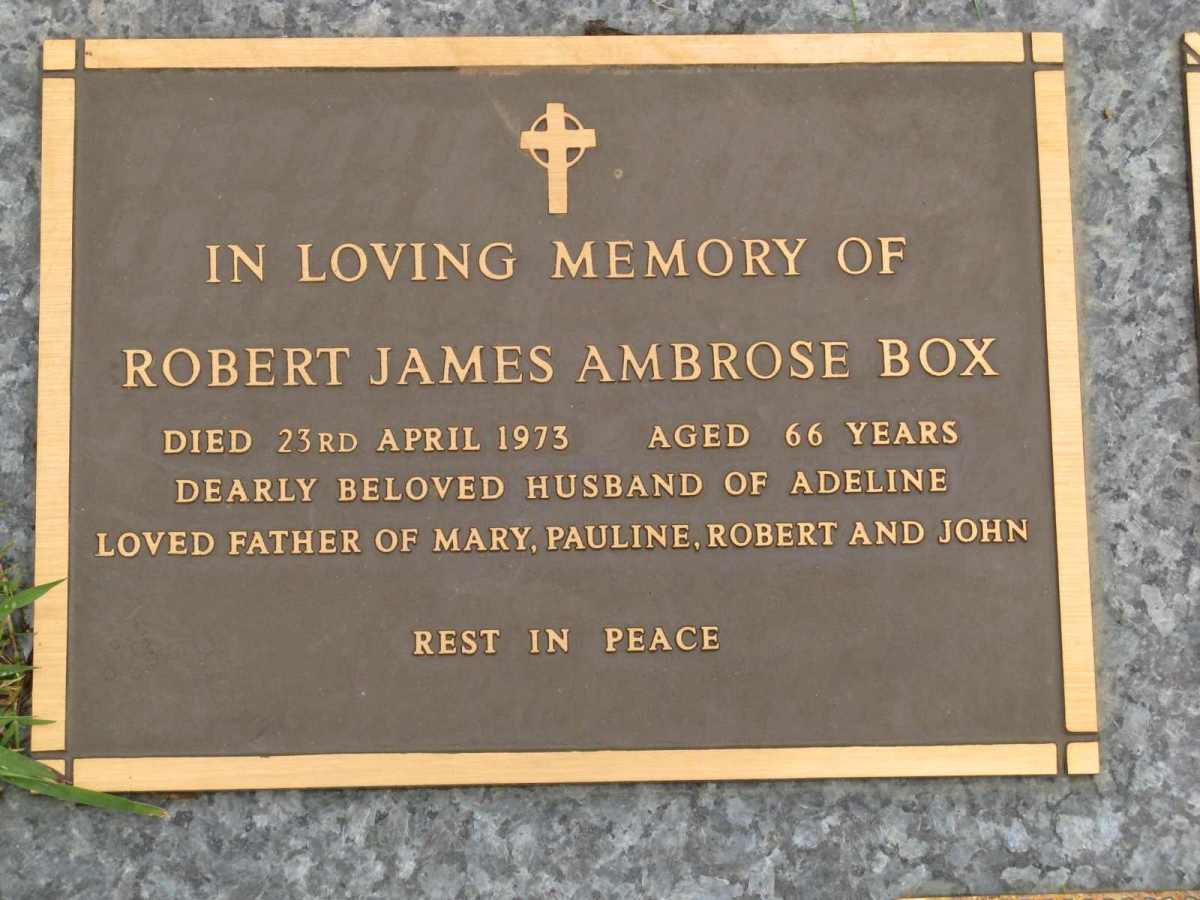 IN LOVING MEMORY OF
ROBERT JAMES AMBROSE BOX
DIED 23RD APRIL 1973 AGED 66 YEARS
DEARLY BELOVED HUSBAND OF ADELINE
LOVED FATHER OF MARY, PAULINE, ROBERT AND JOHN
REST IN PEACE